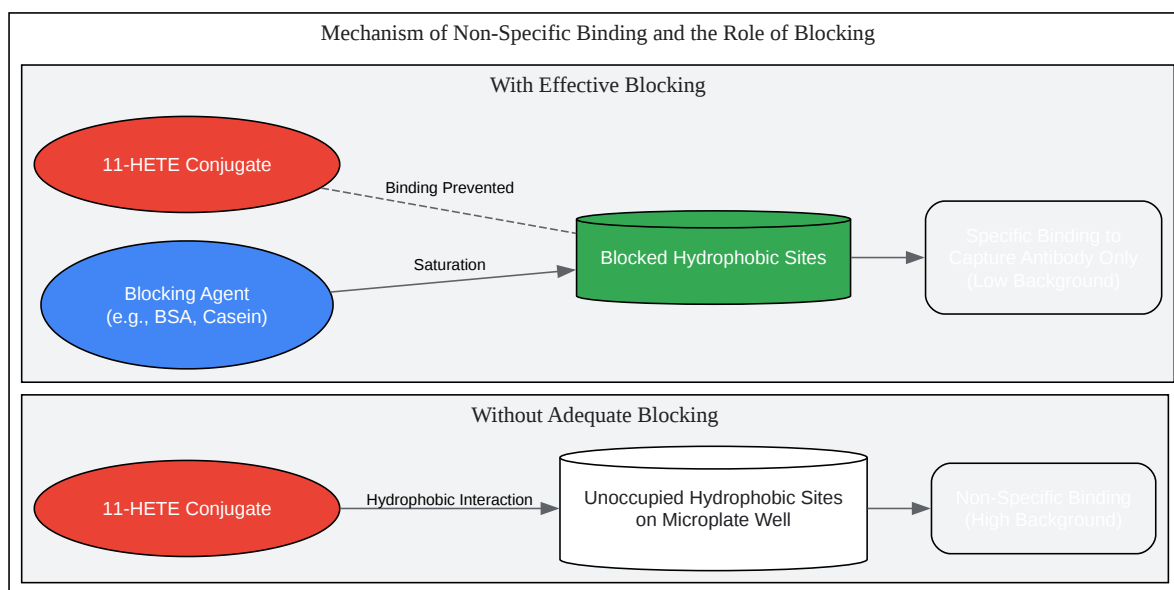 Mechanism of Non-Specific Binding and the Role of Blocking
With Effective Blocking
11-HETE Conjugate
Binding Prevented
Saturation
Blocking Agent
(e.g., BSA, Casein)
Blocked Hydrophobic Sites
Specific Binding to
Capture Antibody Only
(Low Background)
Without Adequate Blocking
11-HETE Conjugate
Hydrophobic Interaction
Unoccupied Hydrophobic Sites
on Microplate Well
Non-Specific Binding
(High Background)